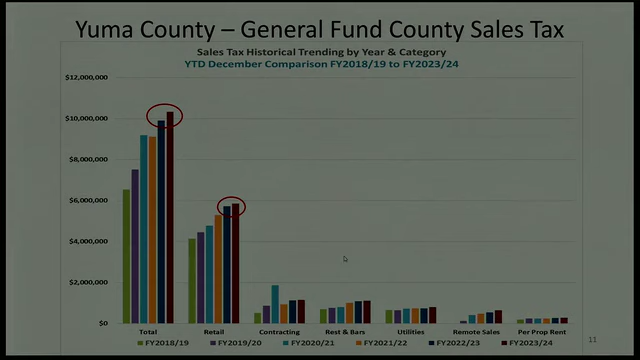 Yuma County – General Fund County Sales Tax
Sales Tax Historical Trending by Year & Category
YTD December Comparison FY2018/19 to FY2023/24
$12,000,000
$10,000,000
$8,000,000
$6,000,000
$4,000,000
$2,000,000
$0
Total Retail Contracting Rest & Bars Utilities Remote Sales Per Prop Rent
FY2018/19 FY2019/20 FY2020/21 FY2021/22 FY2022/23 FY2023/24
11